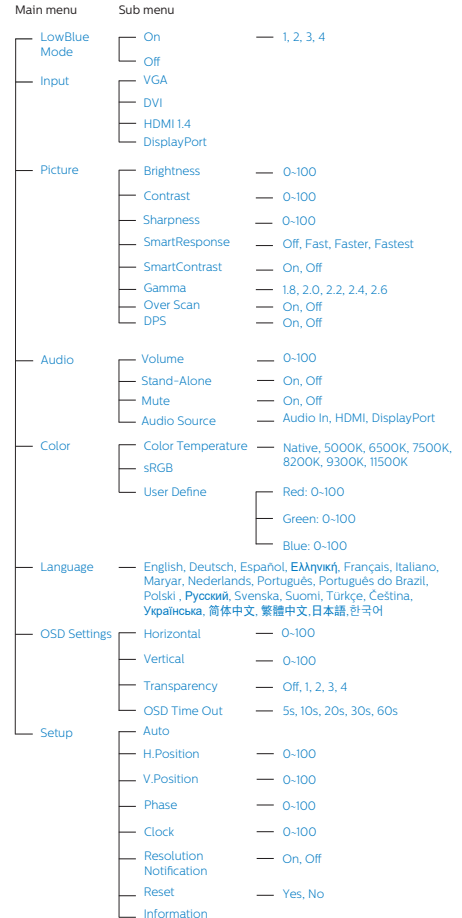 Main menu Sub menu
LowBlue Mode On 1, 2, 3, 4
Off
Input VGA
DVI
HDMI 1.4
DisplayPort
Picture Brightness 0~100
Contrast 0~100
Sharpness 0~100
SmartResponse Off, Fast, Faster, Fastest
SmartContrast On, Off
Gamma 1.8, 2.0, 2.2, 2.4, 2.6
Over Scan On, Off
DPS On, Off
Audio Volume 0~100
Stand-Alone On, Off
Mute On, Off
Audio Source Audio In, HDMI, DisplayPort
Color Color Temperature Native, 5000K, 6500K, 7500K,
8200K, 9300K, 11500K
sRGB
User Define Red: 0~100
Green: 0~100
Blue: 0~100
Language English, Deutsch, Español, Ελληνική, Français, Italiano,
Maryar, Nederlands, Português, Português do Brazil,
Polski , Русский, Svenska, Suomi, Türkçe, Čeština,
Українська, 简体中文, 繁體中文,日本語,한국어
OSD Settings Horizontal 0~100
Vertical 0~100
Transparency Off, 1, 2, 3, 4
OSD Time Out 5s, 10s, 20s, 30s, 60s
Setup Auto
H.Position 0~100
V.Position 0~100
Phase 0~100
Clock 0~100
Resolution Notification On, Off
Reset Yes, No
Information